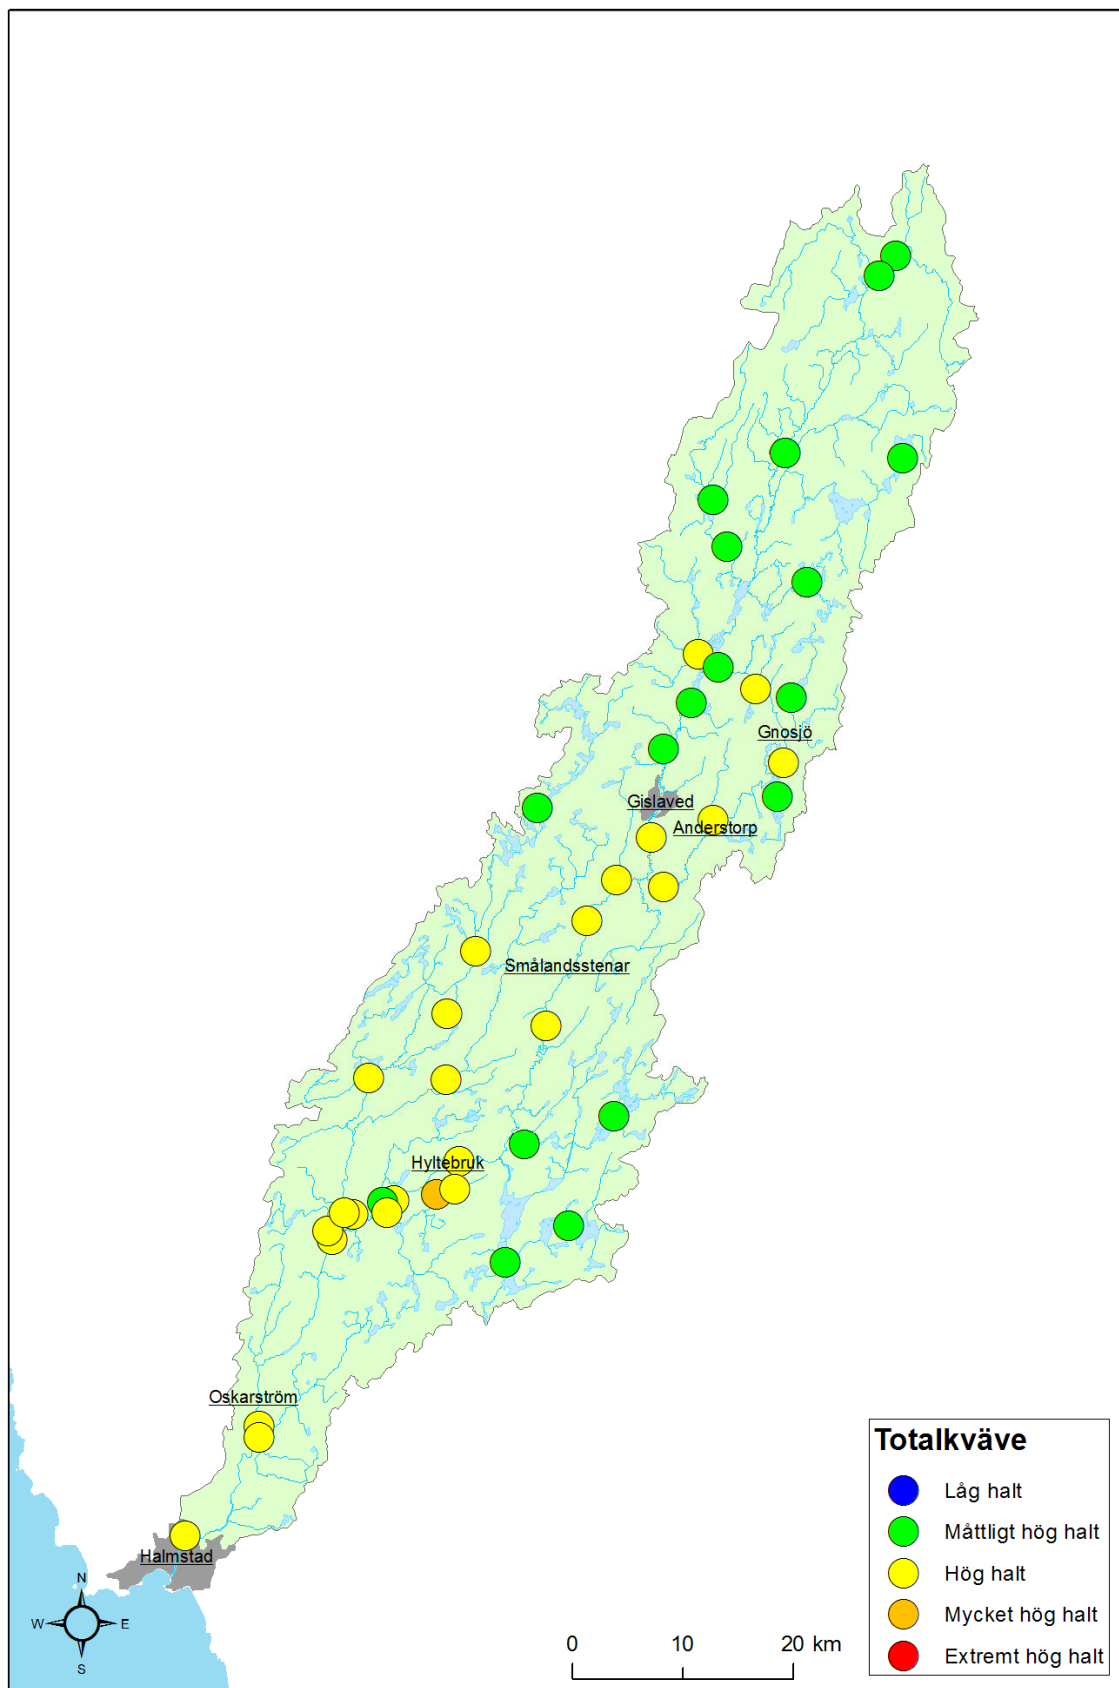 Gnosjö
Gislaved
Anderstorp
Smålandsstenar
Hyltebruk
Oskarström
Halmstad
N
W E
S
0 10 20 km
Totalkväve
Låg halt
Måttligt hög halt
Hög halt
Mycket hög halt
Extremt hög halt